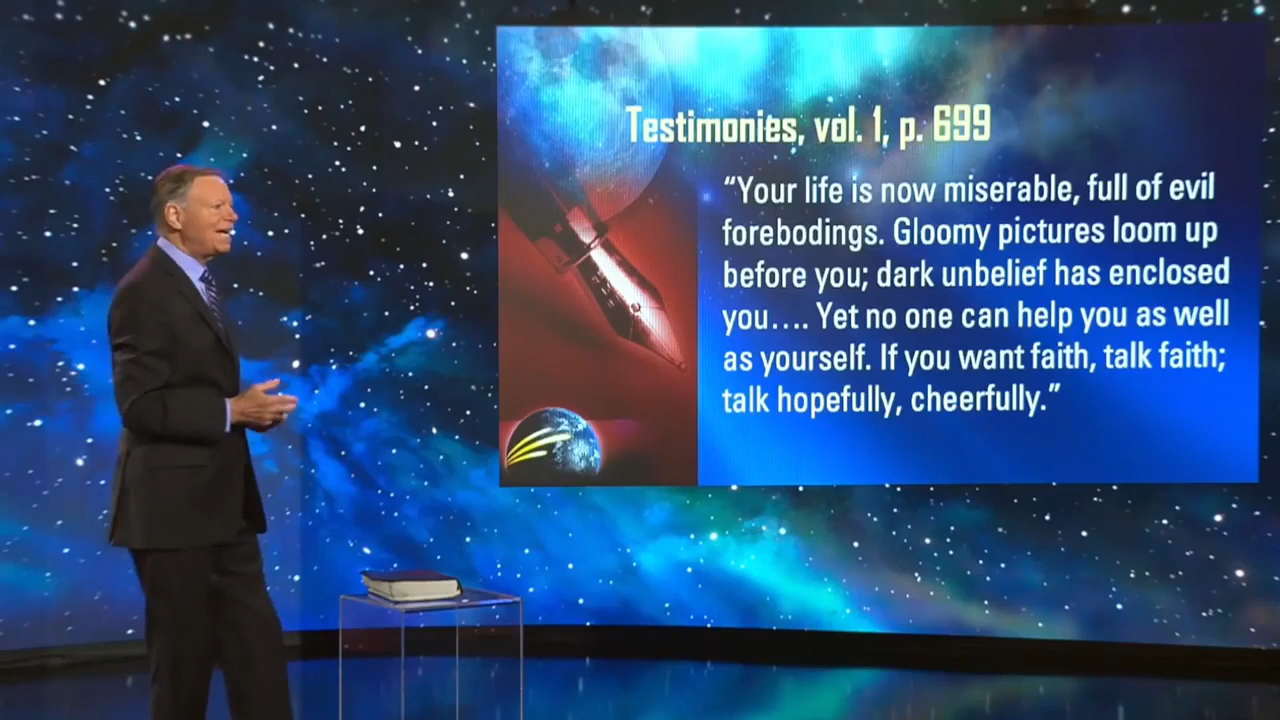 Testimonies, vol. 1, p. 699
“Your life is now miserable, full of evil
forebodings. Gloomy pictures loom up
before you; dark unbelief has enclosed
you.... Yet no one can help you as well
as yourself. If you want faith, talk faith;
talk hopefully, cheerfully.”